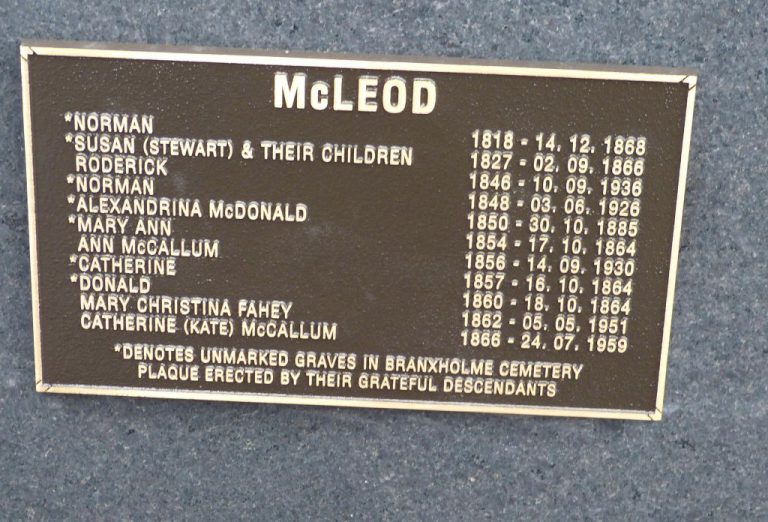 McLEOD
*NORMAN 1818 - 14. 12. 1868
*SUSAN (STEWART) & THEIR CHILDREN 1827 - 02. 09. 1866
RODERICK 1846 - 10. 09. 1936
*NORMAN 1848 - 03. 06. 1926
*ALEXANDRINA McDONALD 1850 - 30. 10. 1885
*MARY ANN 1854 - 17. 10. 1864
ANN McCALLUM 1856 - 14. 09. 1930
*CATHERINE 1857 - 16. 10. 1864
*DONALD 1860 - 18. 10. 1864
MARY CHRISTINA FAHEY 1862 - 05. 05. 1951
CATHERINE (KATE) McCALLUM 1866 - 24. 07. 1959
*DENOTES UNMARKED GRAVES IN BRANXHOLME CEMETERY
PLAQUE ERECTED BY THEIR GRATEFUL DESCENDANTS